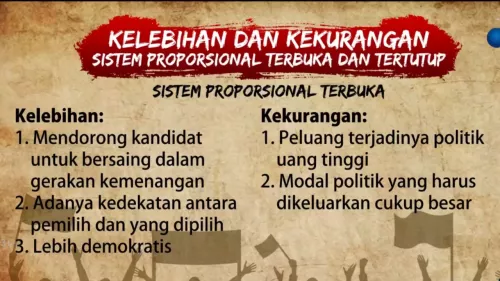 KELEBIHAN DAN KEKURANGAN
SISTEM PROPORSIONAL TERBUKA DAN TERTUTUP
SISTEM PROPORSIONAL TERBUKA
Kelebihan:
1. Mendorong kandidat
untuk bersaing dalam
gerakan kemenangan
2. Adanya kedekatan antara
pemilih dan yang dipilih
3. Lebih demokratis
Kekurangan:
1. Peluang terjadinya politik
uang tinggi
2. Modal politik yang harus
dikeluarkan cukup besar